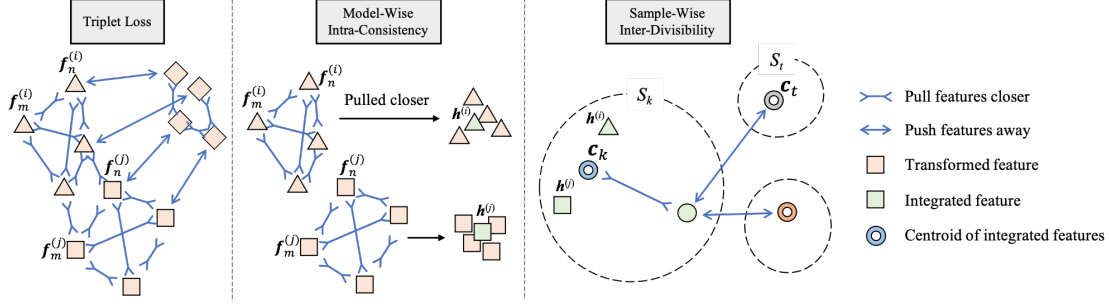 Triplet Loss
f_n^{(i)}
f_m^{(i)}
f_n^{(j)}
f_m^{(j)}
Model-Wise
Intra-Consistency
f_n^{(i)}
f_m^{(i)}
Pulled closer
h^{(i)}
f_n^{(j)}
f_m^{(j)}
h^{(j)}
Sample-Wise
Inter-Divisibility
S_k
S_t
h^{(i)}
c_k
h^{(j)}
c_t
Pull features closer
Push features away
Transformed feature
Integrated feature
Centroid of integrated features